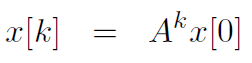 x[k] = A^k x[0]